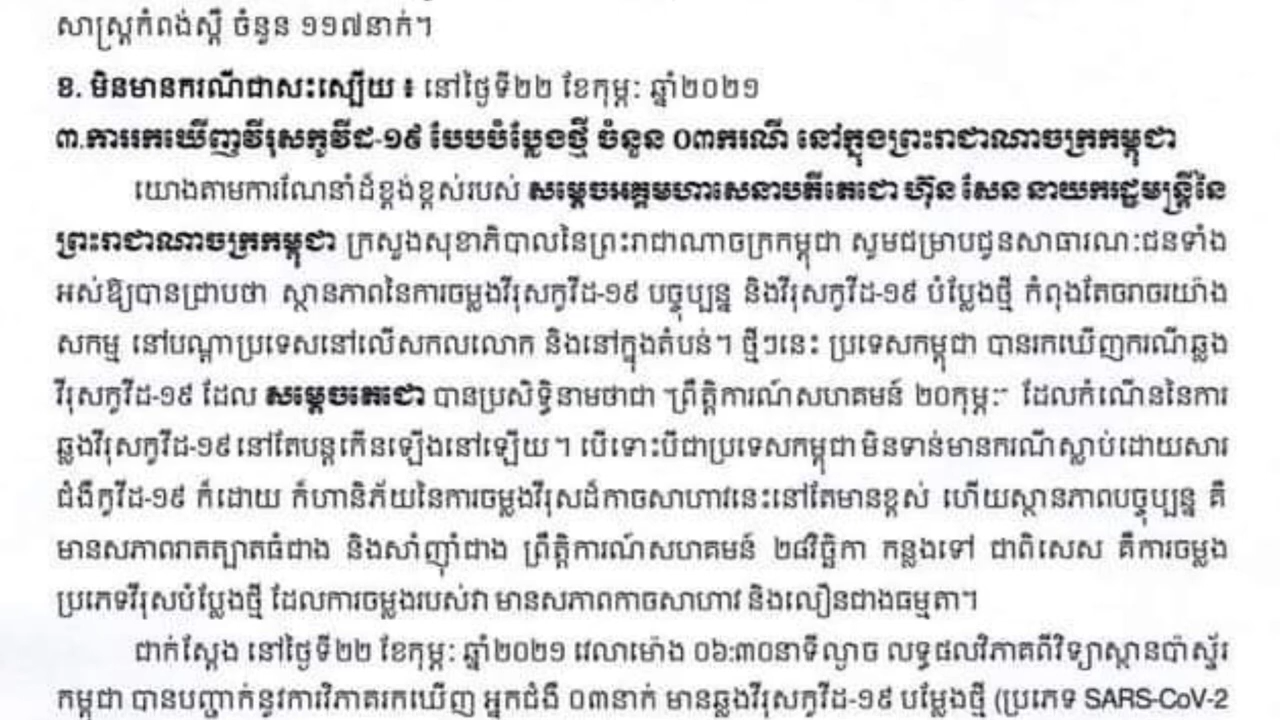 សាស្ត្រកំពង់ស្ពឺ ចំនួន ១១៧នាក់។
ខ. មិនមានករណីជាសះស្បើយ ៖ នៅថ្ងៃទី២២ ខែកុម្ភៈ ឆ្នាំ២០២១
៣.ការរកឃើញវីរុសកូវីដ-១៩ បែបបំប្លែងថ្មី ចំនួន ០៣ករណី នៅក្នុងព្រះរាជាណាចក្រកម្ពុជា
យោងតាមការណែនាំដ៏ខ្ពង់ខ្ពស់របស់ សម្តេចអគ្គមហាសេនាបតីតេជោ ហ៊ុន សែន នាយករដ្ឋមន្ត្រីនៃ
ព្រះរាជាណាចក្រកម្ពុជា ក្រសួងសុខាភិបាលនៃព្រះរាជាណាចក្រកម្ពុជា សូមជម្រាបជូនសាធារណៈជនទាំង
អស់ឱ្យបានជ្រាបថា ស្ថានភាពនៃការចម្លងវីរុសកូវីដ-១៩ បច្ចុប្បន្ន និងវីរុសកូវីដ-១៩ បំប្លែងថ្មី កំពុងតែរាចរយ៉ាង
សកម្ម នៅបណ្តាប្រទេសនៅលើសកលលោក និងនៅក្នុងតំបន់។ ថ្មីៗនេះ ប្រទេសកម្ពុជា បានរកឃើញករណីឆ្លង
វីរុសកូវីដ-១៩ ដែល សម្តេចតេជោ បានប្រសិទ្ធិនាមថាជា "ព្រឹត្តិការណ៍សហគមន៍ ២០កុម្ភៈ" ដែលកំណើននៃការ
ឆ្លងវីរុសកូវីដ-១៩ នៅតែបន្តកើនឡើងនៅឡើយ។ បើទោះបីជាប្រទេសកម្ពុជា មិនទាន់មានករណីស្លាប់ដោយសារ
ជំងឺកូវីដ-១៩ ក៏ដោយ ក៏ហានិភ័យនៃការចម្លងវីរុសដ៏កាចសាហាវនេះនៅតែមានខ្ពស់ ហើយស្ថានភាពបច្ចុប្បន្ន គឺ
មានសភាពរាតត្បាតធំជាង និងសាំញ៉ាំជាង ព្រឹត្តិការណ៍សហគមន៍ ២៨វិច្ឆិកា កន្លងទៅ ជាពិសេស គឺការចម្លង
ប្រភេទវីរុសបំប្លែងថ្មី ដែលការចម្លងរបស់វា មានសភាពកាចសាហាវ និងលឿនជាងធម្មតា។
ជាក់ស្តែង នៅថ្ងៃទី២២ ខែកុម្ភៈ ឆ្នាំ២០២១ វេលាម៉ោង ០៦:៣០នាទីល្ងាច លទ្ធផលវិភាគពីវិទ្យាស្ថានប៉ាស្ទ័រ
កម្ពុជា បានបញ្ជាក់នូវការវិភាគរកឃើញ អ្នកជំងឺ ០៣នាក់ មានឆ្លងវីរុសកូវីដ-១៩ បម្លែងថ្មី (ប្រភេទ SARS-CoV-2